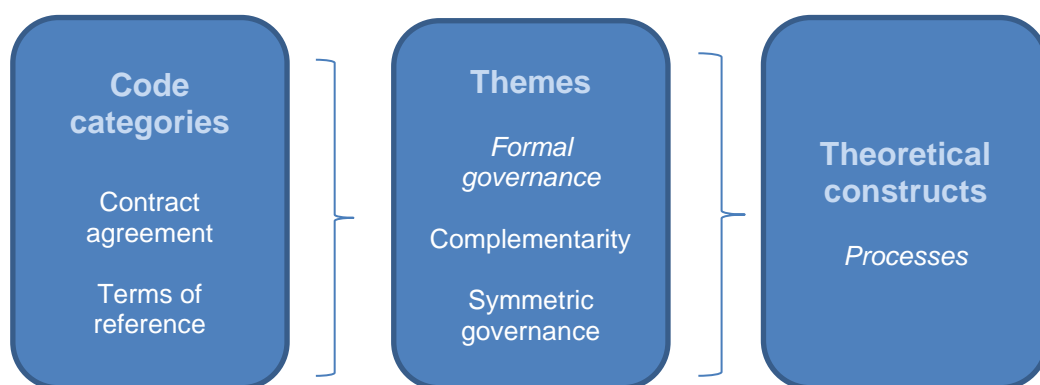 Code
categories
Contract
agreement
Terms of
reference
Themes
Formal
governance
Complementarity
Symmetric
governance
Theoretical
constructs
Processes